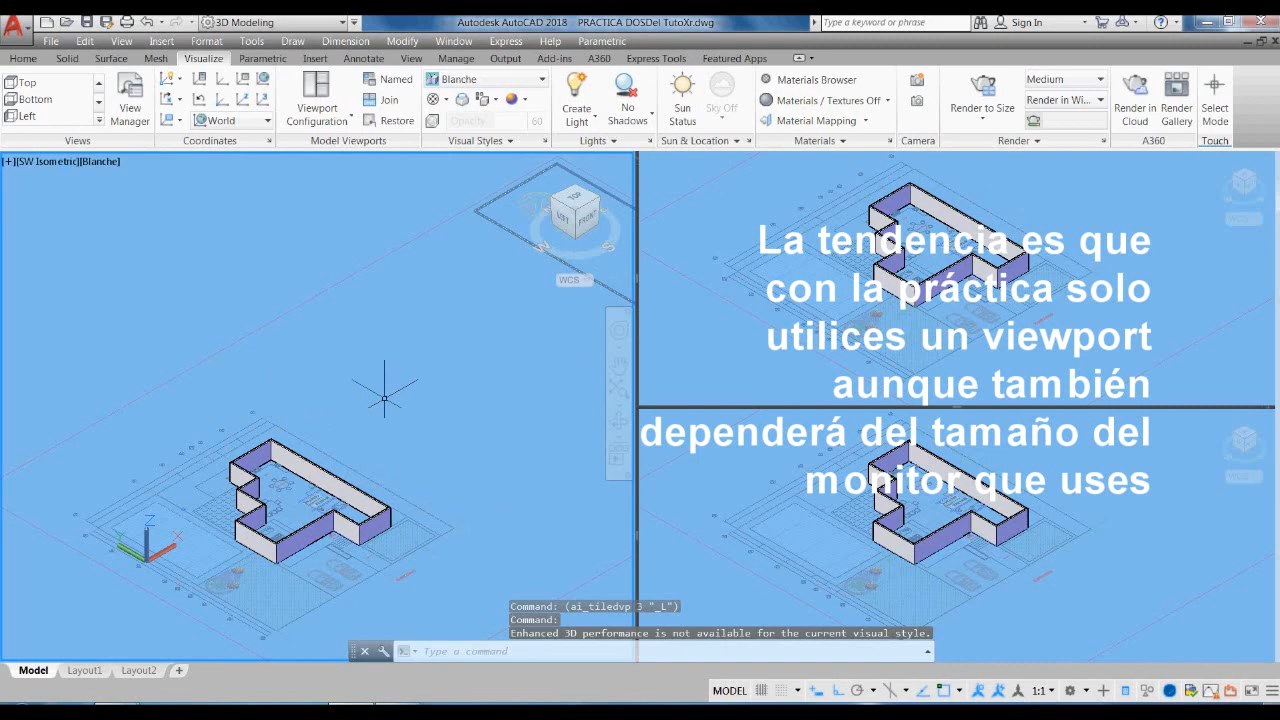 3D Modeling
Autodesk AutoCAD 2018 PRACTICA DOSDel TutoXr.dwg
Type a keyword or phrase
Sign In
File Edit View Insert Format Tools Draw Dimension Modify Window Express Help Parametric
Home Solid Surface Mesh Visualize Parametric Insert Annotate View Manage Output Add-ins A360 Express Tools Featured Apps
Top
Bottom
Left
View
Manager
Views
World
Coordinates
Viewport
Configuration
Named
Join
Restore
Model Viewports
Blanche
Opacity 60
Visual Styles
Create
Light
No
Shadows
Lights
Sun
Status
Sky Off
Sun & Location
Materials Browser
Materials / Textures Off
Material Mapping
Materials
Camera
Render to Size
Medium
Render in Wi...
Render
Render in
Cloud
Render
Gallery
A360
Select
Mode
Touch
[+][SW Isometric][Blanche]
TOP
LEFT
FRONT
W
S
WCS
WCS
WCS
La tendencia es que
con la práctica solo
utilices un viewport
aunque también
dependerá del tamaño del
monitor que uses
Z
Y
X
Command: (ai_tiledvp 3 "_L")
Command:
Enhanced 3D performance is not available for the current visual style.
Type a command
Model Layout1 Layout2 +
MODEL
1:1